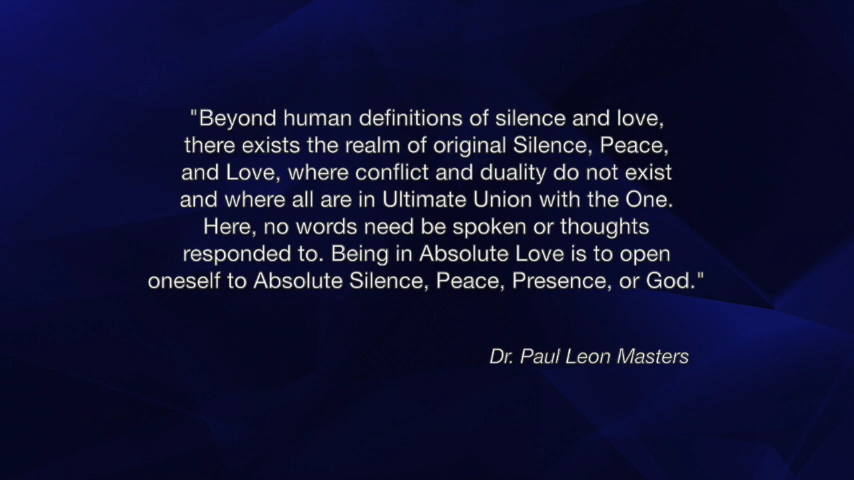 "Beyond human definitions of silence and love,
there exists the realm of original Silence, Peace,
and Love, where conflict and duality do not exist
and where all are in Ultimate Union with the One.
Here, no words need be spoken or thoughts
responded to. Being in Absolute Love is to open
oneself to Absolute Silence, Peace, Presence, or God."
Dr. Paul Leon Masters